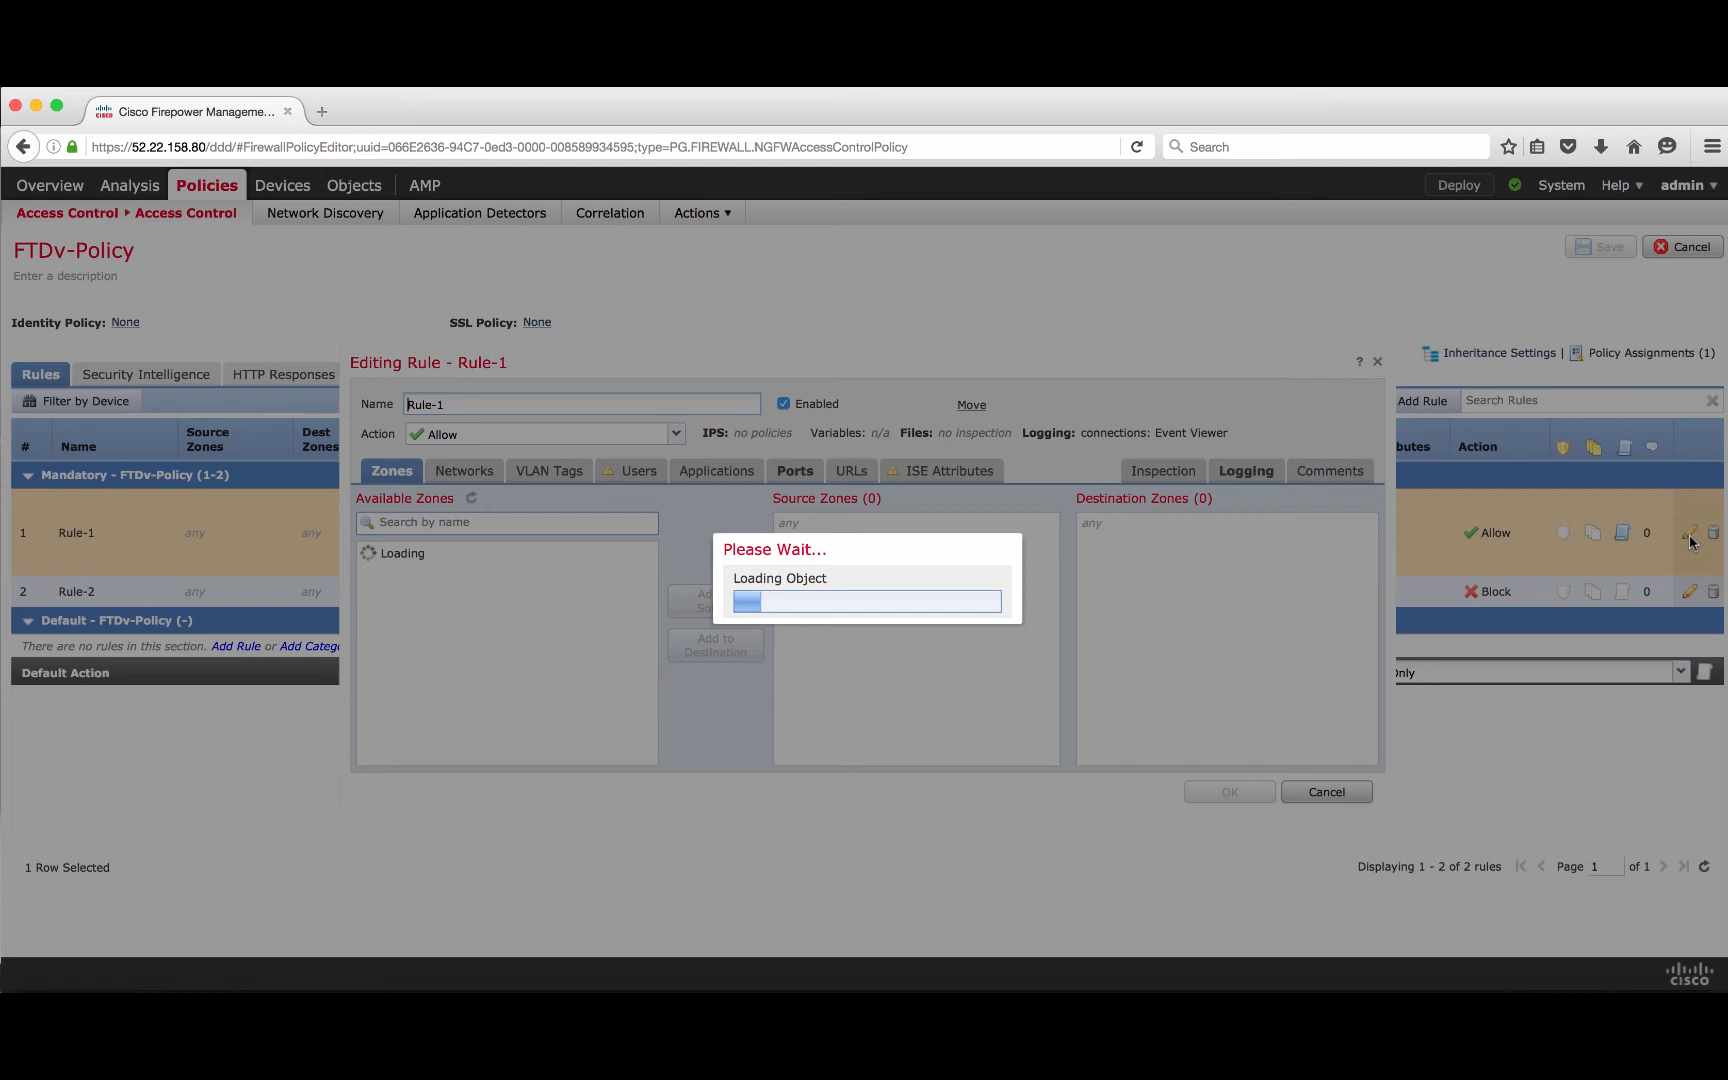 Cisco Firepower Manageme...
https://52.22.158.80/ddd/#FirewallPolicyEditor;uuid=066E2636-94C7-0ed3-0000-008589934595;type=PG.FIREWALL.NGFWAccessControlPolicy
Search
Overview Analysis Policies Devices Objects AMP Deploy System Help admin
Access Control Access Control Network Discovery Application Detectors Correlation Actions
FTDv-Policy
Save Cancel
Enter a description
Identity Policy: None SSL Policy: None
Inheritance Settings | Policy Assignments (1)
Editing Rule - Rule-1 ?
Rules Security Intelligence HTTP Responses
Filter by Device
Add Rule Search Rules
Name Rule-1 Enabled Move
Action Allow IPS: no policies Variables: n/a Files: no inspection Logging: connections: Event Viewer
# Name Source Zones Dest Zones
butes Action
Zones Networks VLAN Tags Users Applications Ports URLs ISE Attributes Inspection Logging Comments
Mandatory - FTDv-Policy (1-2)
Available Zones Source Zones (0) Destination Zones (0)
Search by name any any
1 Rule-1 any any
Allow 0
Loading
Please Wait...
Loading Object
2 Rule-2 any any
Block 0
Ad
So
Default - FTDv-Policy (-)
There are no rules in this section. Add Rule or Add Catego
Add to
Destination
Default Action
Only
OK Cancel
1 Row Selected
Displaying 1 - 2 of 2 rules Page 1 of 1
CISCO